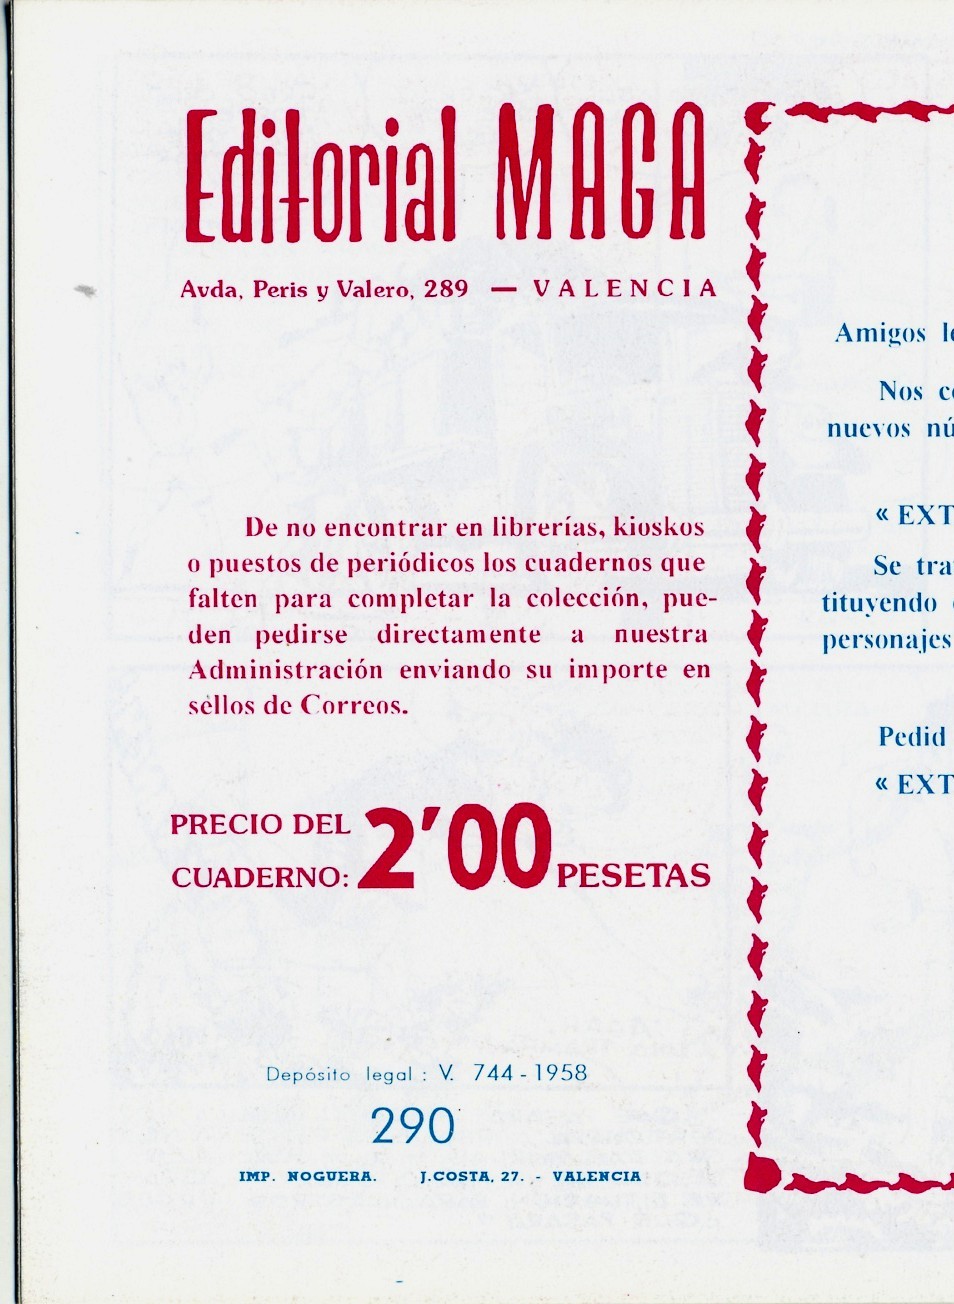 Editorial MAGA
Avda. Peris y Valero, 289 — VALENCIA
De no encontrar en librerías, kioskos
o puestos de periódicos los cuadernos que
falten para completar la colección, pue-
den pedirse directamente a nuestra
Administración enviando su importe en
sellos de Correos.
PRECIO DEL
CUADERNO: 2'00 PESETAS
Depósito legal : V. 744 - 1958
290
IMP. NOGUERA. J.COSTA, 27. - VALENCIA
Amigos
Nos
nuevos
« EXT
Se
tituyendo
personajes
Pedid
« EXT